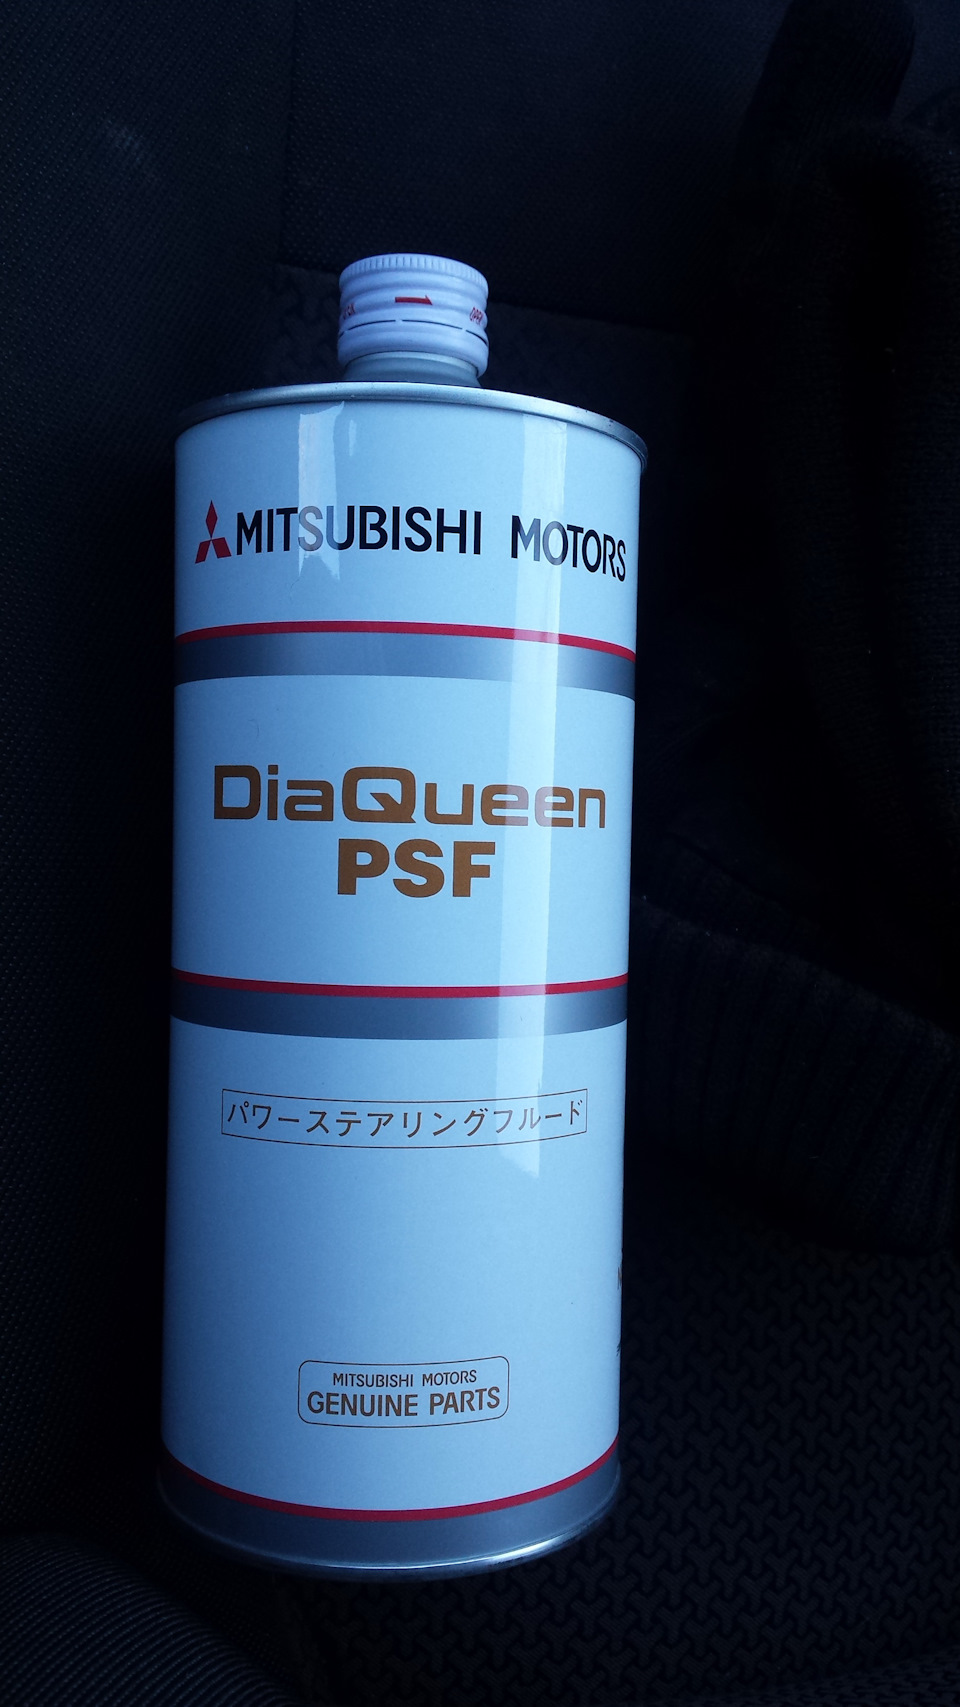 OPEN
MITSUBISHI MOTORS
DiaQueen
PSF
パワーステアリングフルード
MITSUBISHI MOTORS
GENUINE PARTS